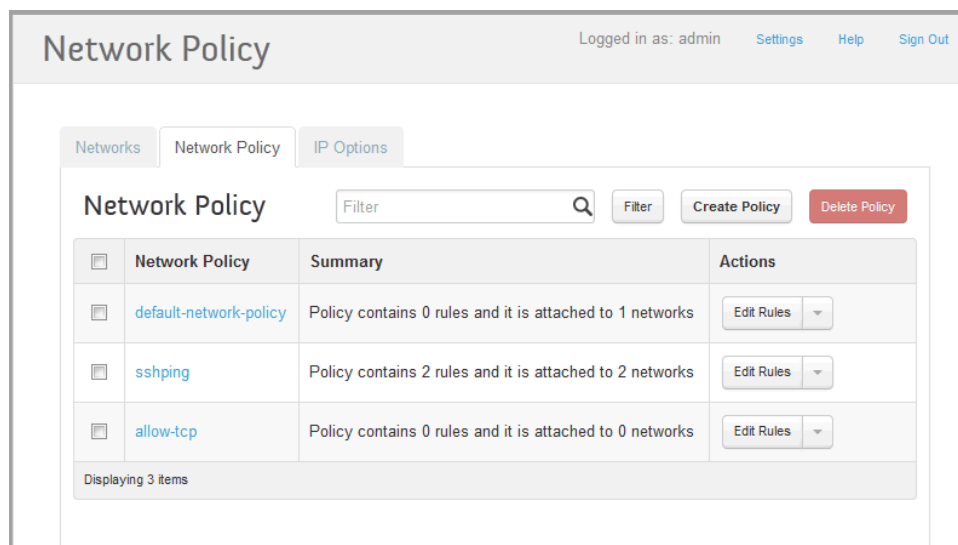 Network Policy
Logged in as: admin Settings Help Sign Out
Networks Network Policy IP Options
Network Policy Filter Filter Create Policy Delete Policy
Network Policy Summary Actions
default-network-policy Policy contains 0 rules and it is attached to 1 networks Edit Rules
sshping Policy contains 2 rules and it is attached to 2 networks Edit Rules
allow-tcp Policy contains 0 rules and it is attached to 0 networks Edit Rules
Displaying 3 items